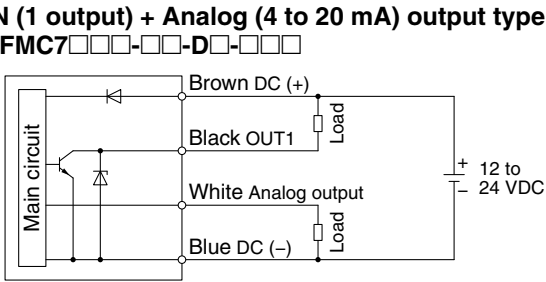 N (1 output) + Analog (4 to 20 mA) output type
FMC7□□□-□□-D□-□□□
Brown DC (+)
Load
Black OUT1
Main circuit
+
12 to
24 VDC
–
White Analog output
Load
Blue DC (–)